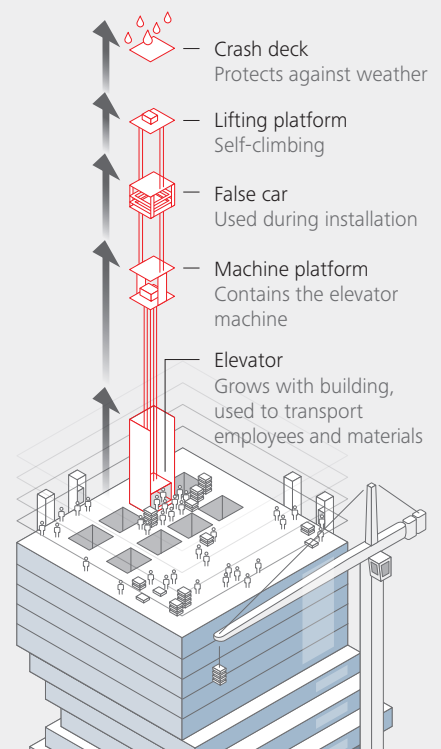 Crash deck
Protects against weather
Lifting platform
Self-climbing
False car
Used during installation
Machine platform
Contains the elevator
machine
Elevator
Grows with building,
used to transport
employees and materials